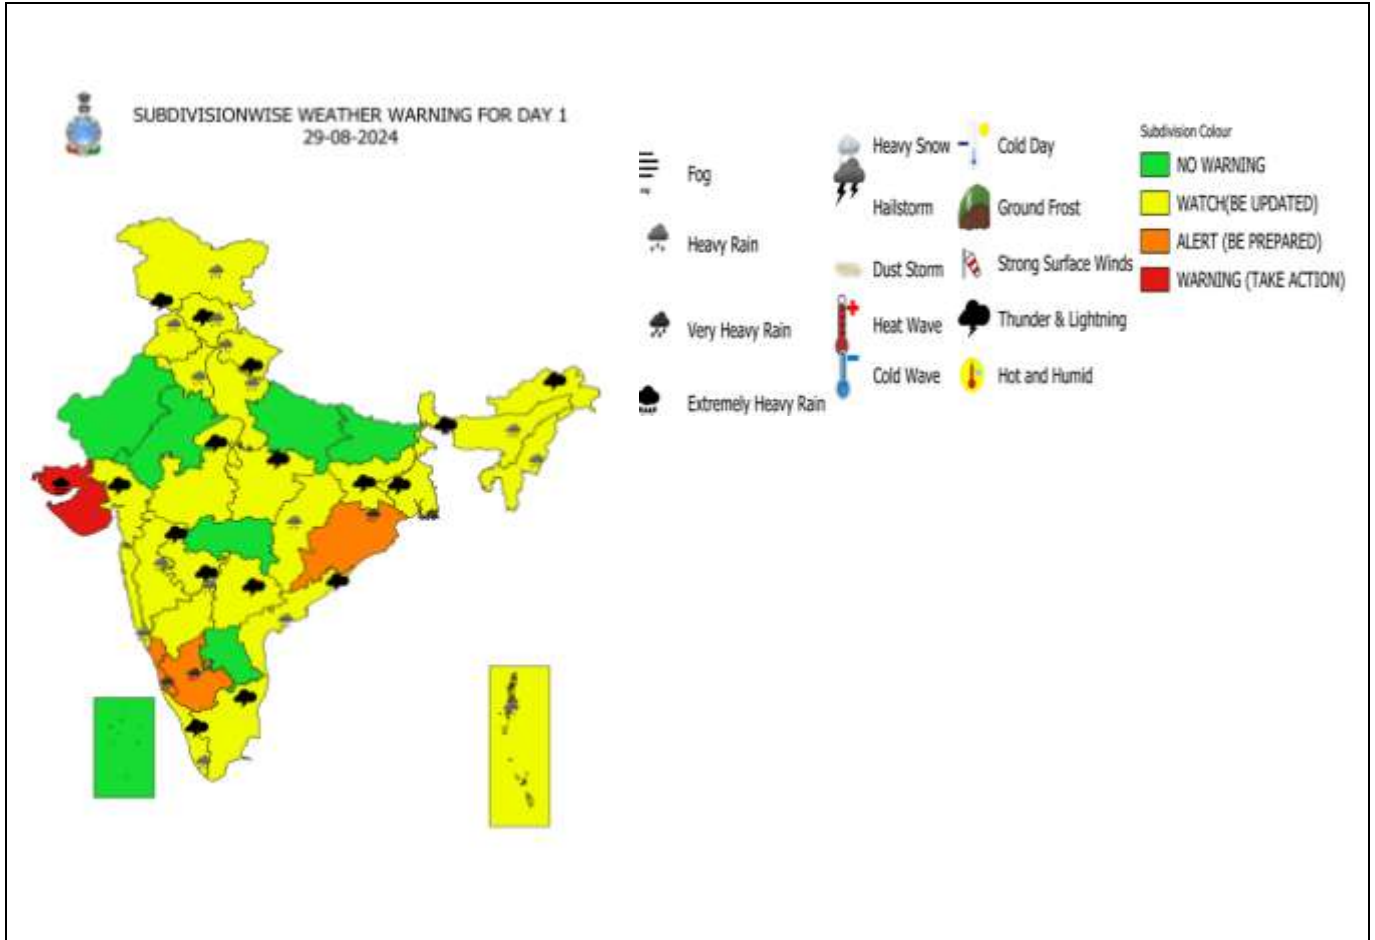 SUBDIVISIONWISE WEATHER WARNING FOR DAY 1
29-08-2024
Fog
Heavy Rain
Very Heavy Rain
Extremely Heavy Rain
Heavy Snow
Hailstorm
Dust Storm
Heat Wave
Cold Wave
Cold Day
Ground Frost
Strong Surface Winds
Thunder & Lightning
Hot and Humid
Subdivision Colour
NO WARNING
WATCH(BE UPDATED)
ALERT (BE PREPARED)
WARNING (TAKE ACTION)